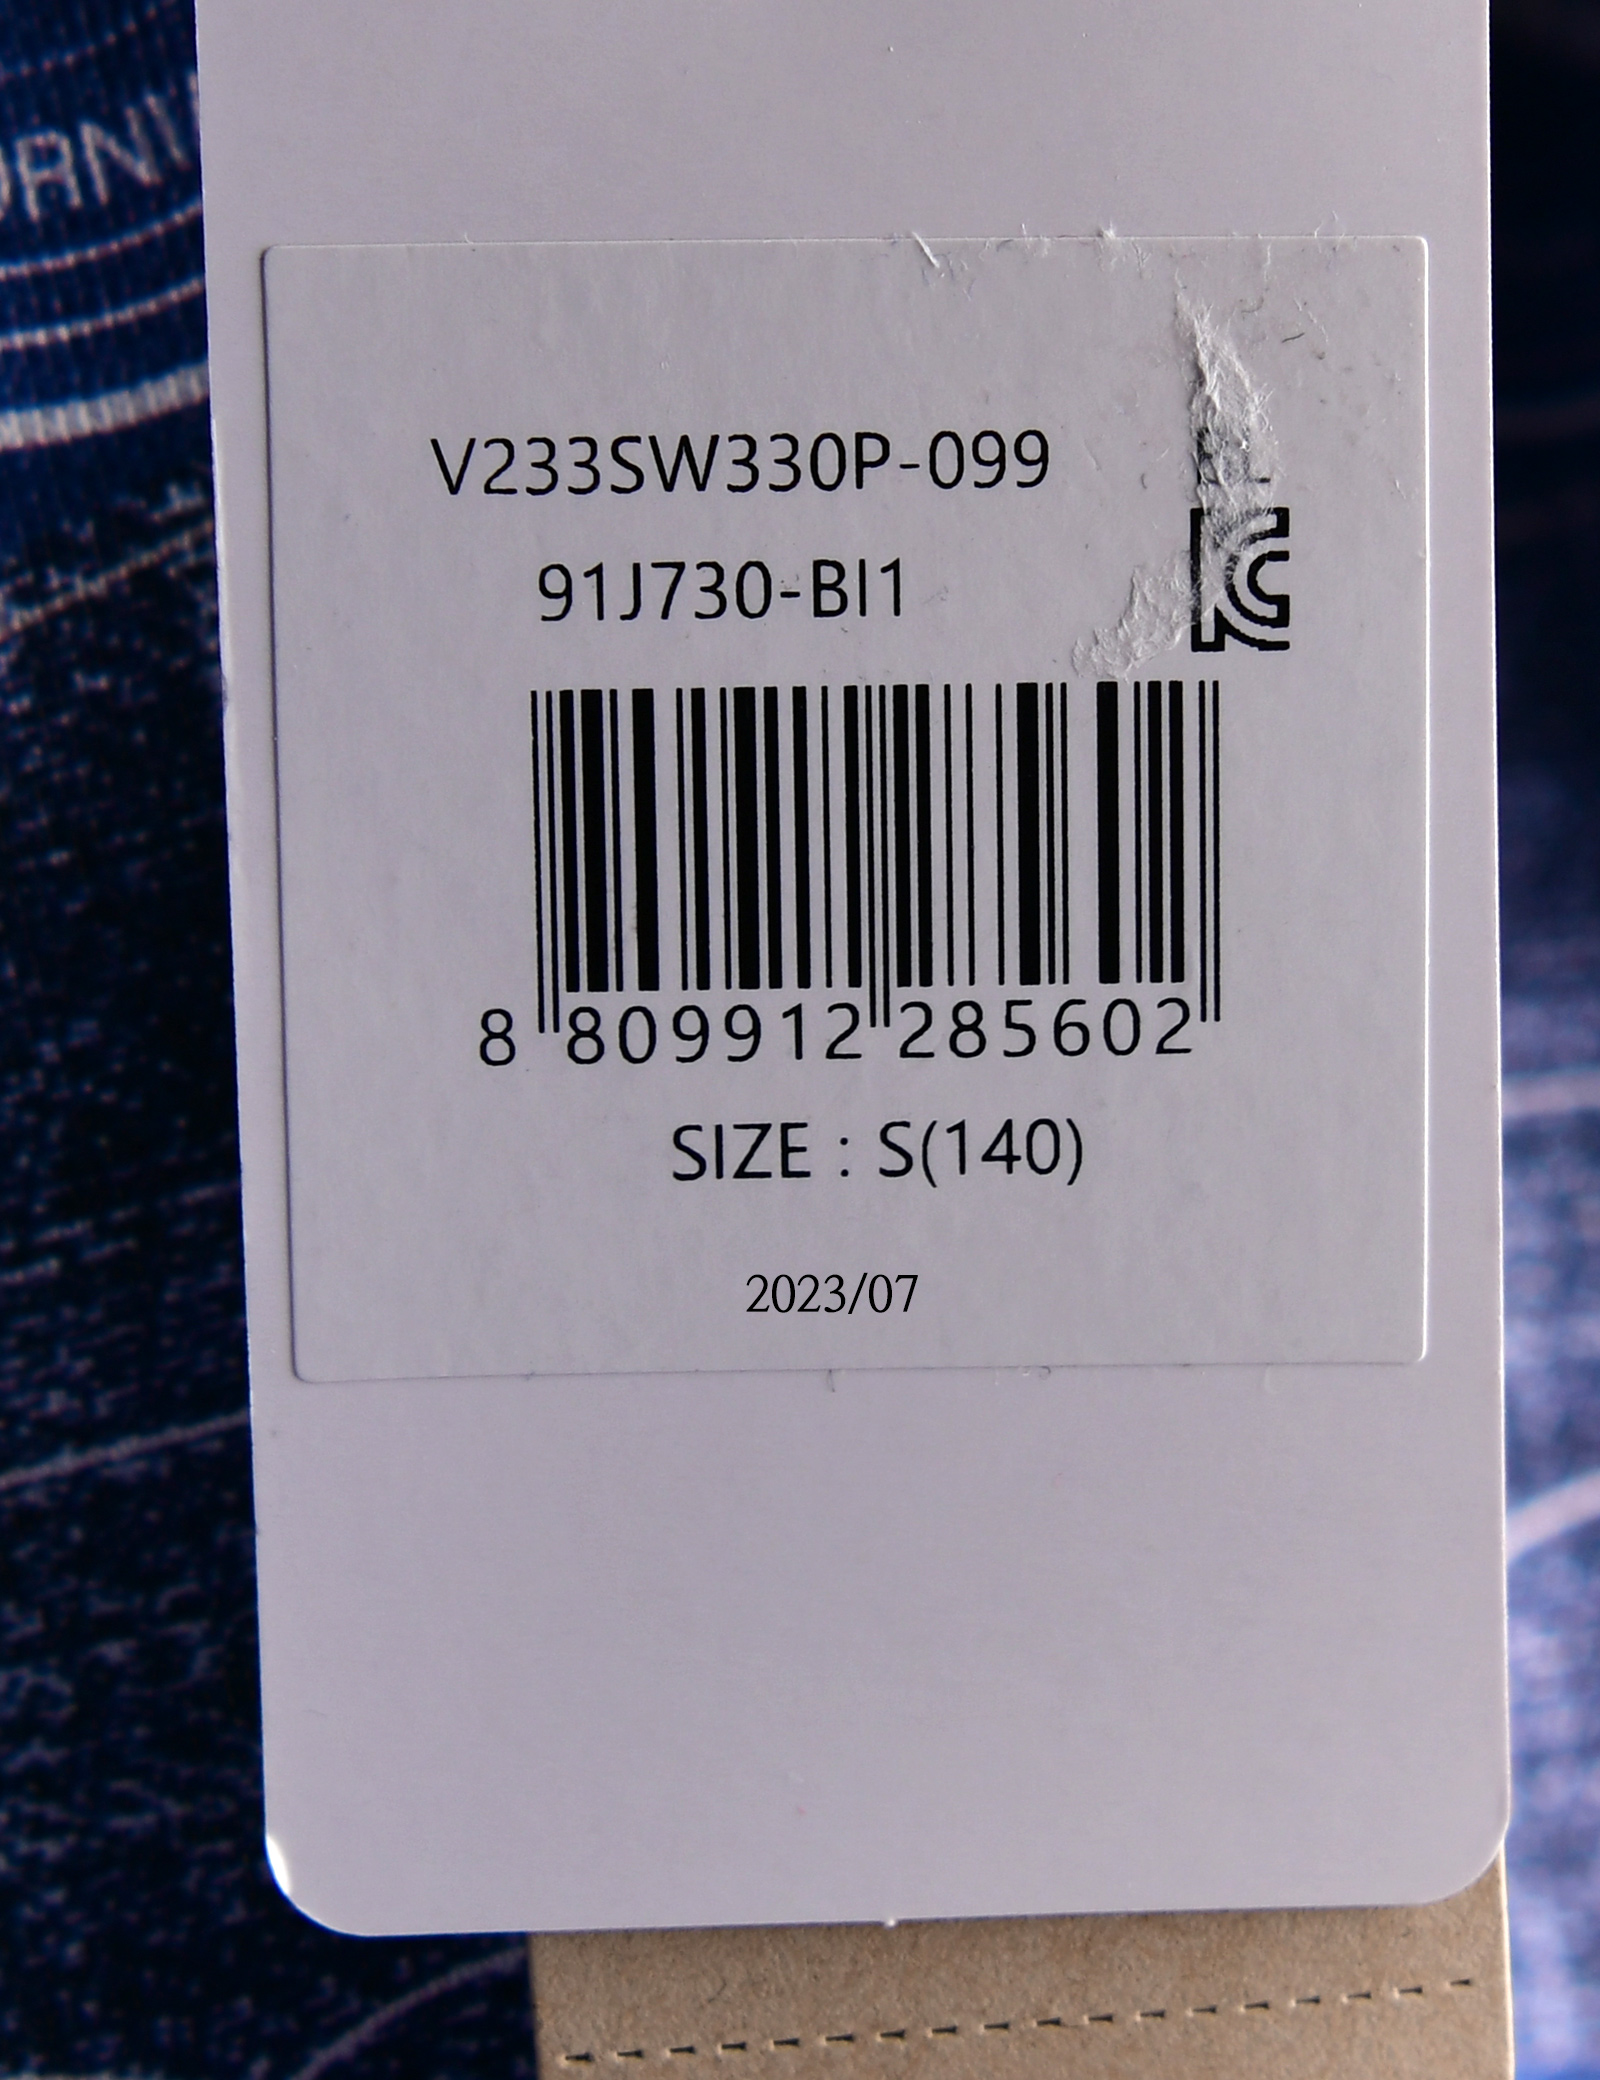 V233SW330P-099
91J730-BI1
8 809912 285602
SIZE : S(140)
2023/07